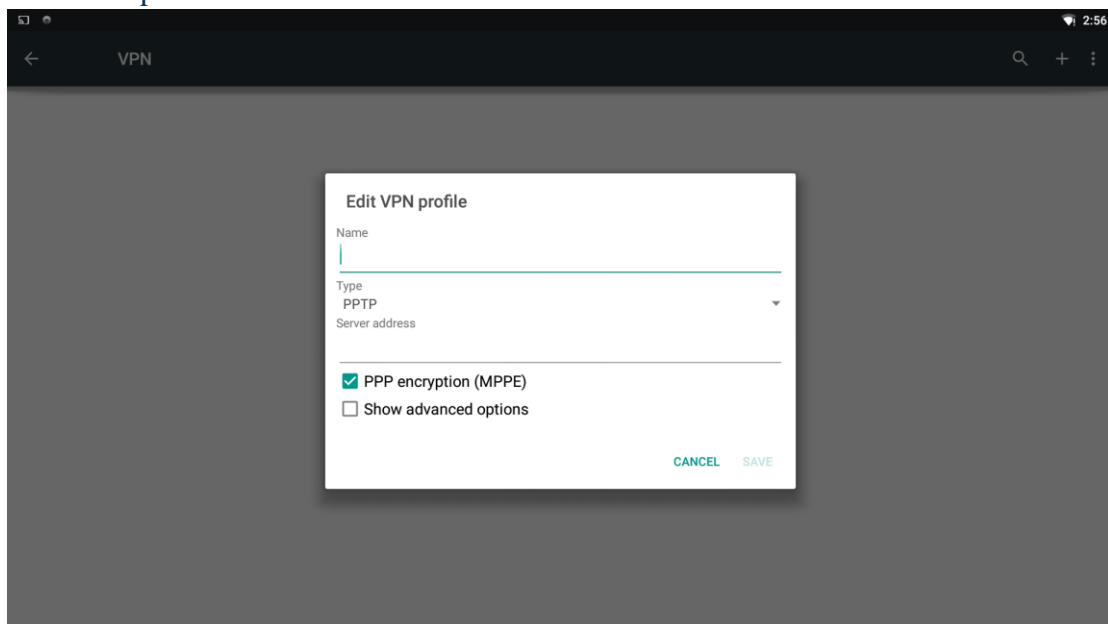 2:56
VPN
Edit VPN profile
Name
Type
PPTP
Server address
PPP encryption (MPPE)
Show advanced options
CANCEL SAVE